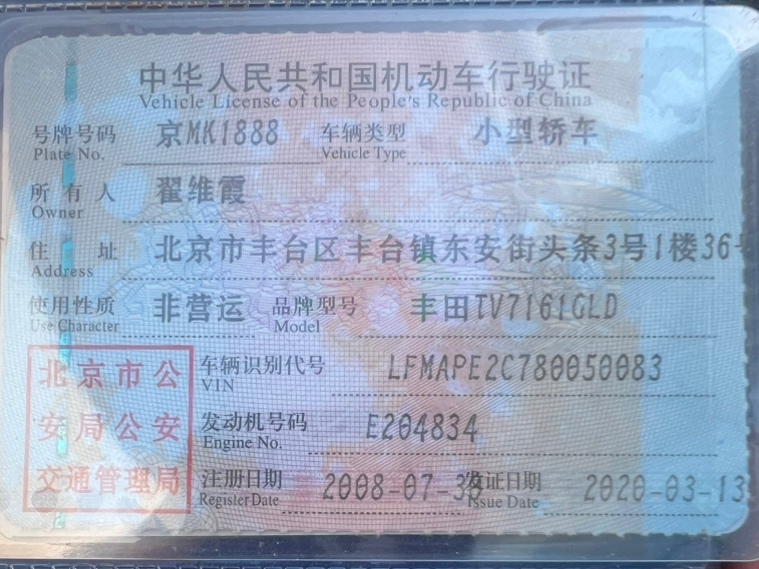 中华人民共和国机动车行驶证
Vehicle License of the People's Republic of China
号牌号码 京MK1888 车辆类型 小型轿车
Plate No. Vehicle Type
所有人 翟维霞
Owner
住址 北京市丰台区丰台镇东安街头条3号1楼36号
Address
使用性质 非营运 品牌型号 丰田TV7161GLD
Use Character Model
北京市公安局公安交通管理局
车辆识别代号 LFMAPE2C780050083
VIN
发动机号码 E204834
Engine No.
注册日期 2008-07-30 发证日期 2020-03-13
Register Date Issue Date